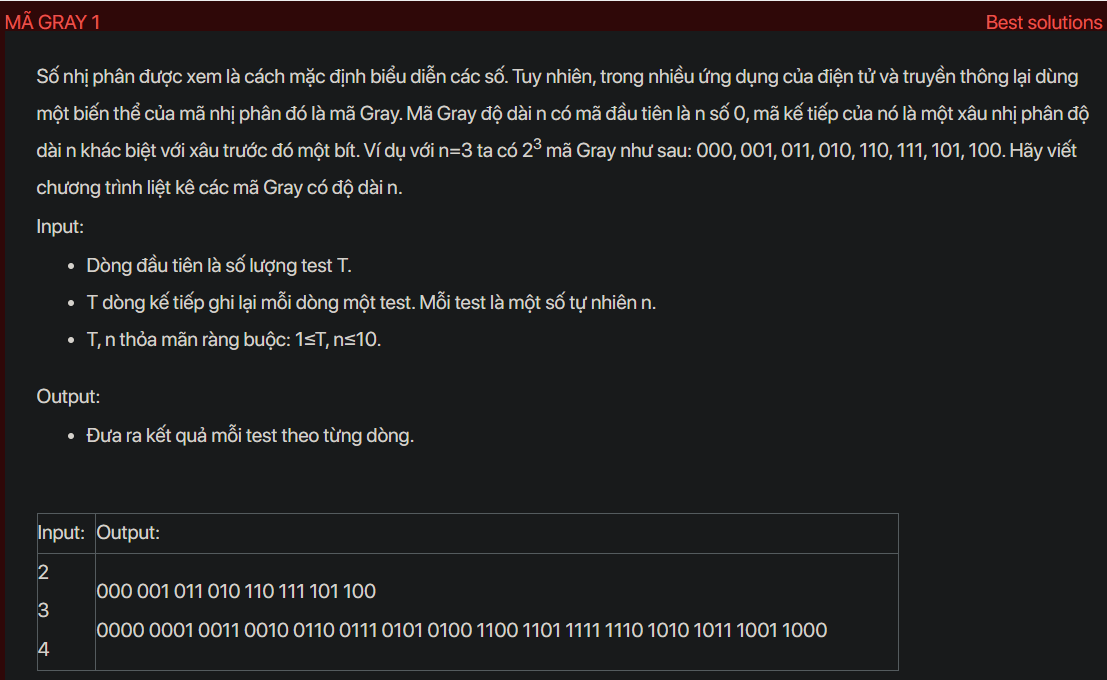 MÃ GRAY 1
Best solutions
Số nhị phân được xem là cách mặc định biểu diễn các số. Tuy nhiên, trong nhiều ứng dụng của điện tử và truyền thông lại dùng
một biến thể của mã nhị phân đó là mã Gray. Mã Gray độ dài n có mã đầu tiên là n số 0, mã kế tiếp của nó là một xâu nhị phân độ
dài n khác biệt với xâu trước đó một bít. Ví dụ với n=3 ta có 2³ mã Gray như sau: 000, 001, 011, 010, 110, 111, 101, 100. Hãy viết
chương trình liệt kê các mã Gray có độ dài n.
Input:
• Dòng đầu tiên là số lượng test T.
• T dòng kế tiếp ghi lại mỗi dòng một test. Mỗi test là một số tự nhiên n.
• T, n thỏa mãn ràng buộc: 1≤T, n≤10.
Output:
• Đưa ra kết quả mỗi test theo từng dòng.
Input:
Output:
2
3
4
000 001 011 010 110 111 101 100
0000 0001 0011 0010 0110 0111 0101 0100 1100 1101 1111 1110 1010 1011 1001 1000